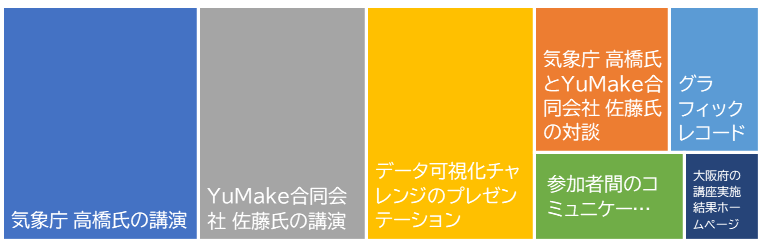 気象庁 高橋氏の講演
YuMake合同会
社 佐藤氏の講演
データ可視化チャ
レンジのプレゼン
テーション
気象庁 高橋氏
とYuMake合
同会社 佐藤氏
の対談
グラ
フィック
レコード
参加者間のコ
ミュニケー…
大阪府の
講座実施
結果ホー
ムページ